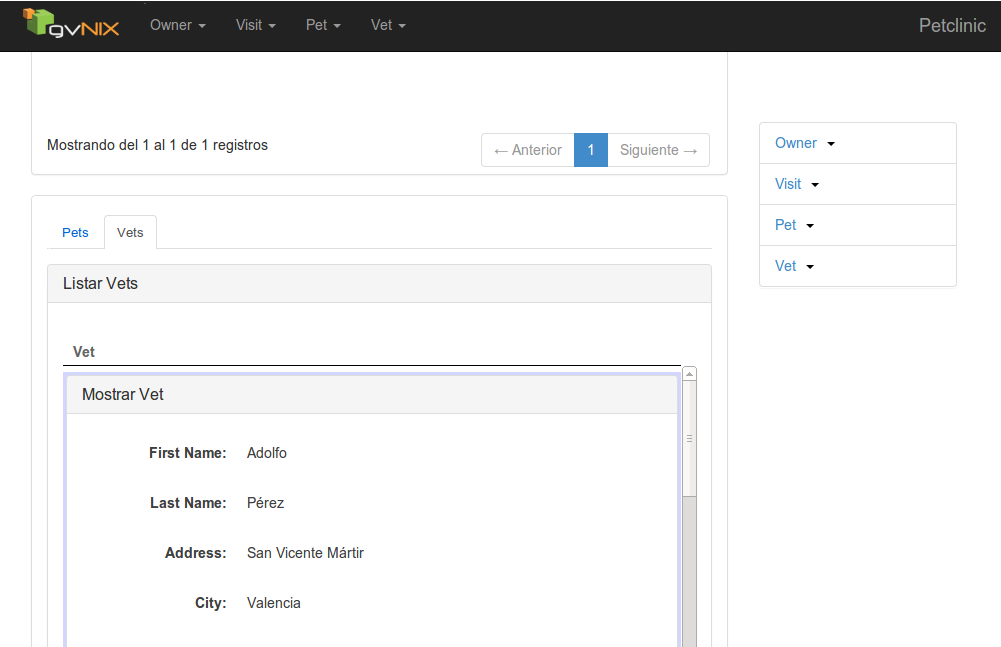 gvNIX Owner Visit Pet Vet Petclinic
Mostrando del 1 al 1 de 1 registros
← Anterior 1 Siguiente →
Owner
Visit
Pet
Vet
Pets Vets
Listar Vets
Vet
Mostrar Vet
First Name: Adolfo
Last Name: Pérez
Address: San Vicente Mártir
City: Valencia